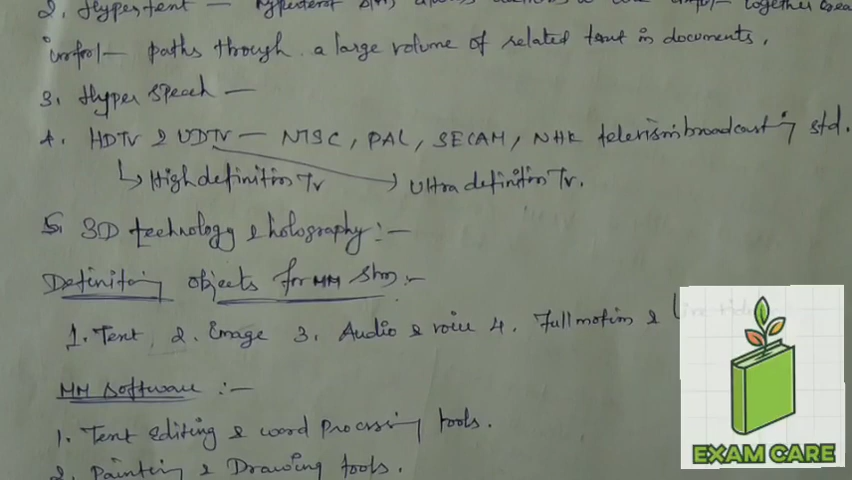 2. Hypertext — Hypertext together
paths through a large volume of related text in documents.
3. Hyper Speech —
4. HDTV & UDTV — NTSC, PAL, SECAM, NHK television broadcasting std.
High definition Tv Ultra definition Tv.
5. 3D technology & holography :—
Definiting objects for MM :-
1. Text, 2. Image 3. Audio & voice 4. Full motion & Live
MM Software :—
1. Text Editing & word Processing tools.
2. Painting & Drawing tools.
EXAM CARE